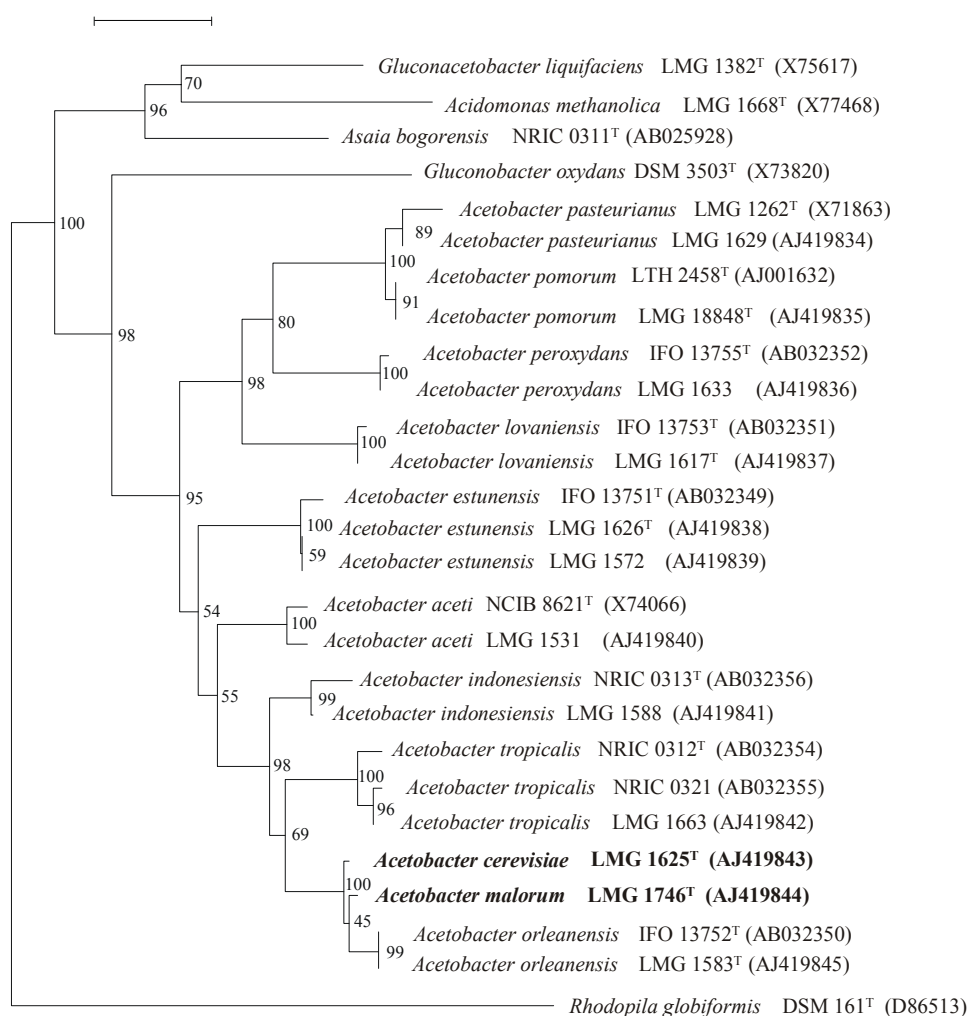 Gluconacetobacter liquifaciens LMG 1382ᵀ (X75617)
70
Acidomonas methanolica LMG 1668ᵀ (X77468)
96
Asaia bogorensis NRIC 0311ᵀ (AB025928)
Gluconobacter oxydans DSM 3503ᵀ (X73820)
Acetobacter pasteurianus LMG 1262ᵀ (X71863)
100
89
Acetobacter pasteurianus LMG 1629 (AJ419834)
100
Acetobacter pomorum LTH 2458ᵀ (AJ001632)
91
Acetobacter pomorum LMG 18848ᵀ (AJ419835)
80
98
Acetobacter peroxydans IFO 13755ᵀ (AB032352)
100
98
Acetobacter peroxydans LMG 1633 (AJ419836)
Acetobacter lovaniensis IFO 13753ᵀ (AB032351)
100
Acetobacter lovaniensis LMG 1617ᵀ (AJ419837)
95
Acetobacter estunensis IFO 13751ᵀ (AB032349)
100
Acetobacter estunensis LMG 1626ᵀ (AJ419838)
59
Acetobacter estunensis LMG 1572 (AJ419839)
54
Acetobacter aceti NCIB 8621ᵀ (X74066)
100
Acetobacter aceti LMG 1531 (AJ419840)
55
Acetobacter indonesiensis NRIC 0313ᵀ (AB032356)
99
Acetobacter indonesiensis LMG 1588 (AJ419841)
98
Acetobacter tropicalis NRIC 0312ᵀ (AB032354)
100
Acetobacter tropicalis NRIC 0321 (AB032355)
96
Acetobacter tropicalis LMG 1663 (AJ419842)
69
Acetobacter cerevisiae LMG 1625ᵀ (AJ419843)
100
Acetobacter malorum LMG 1746ᵀ (AJ419844)
45
Acetobacter orleanensis IFO 13752ᵀ (AB032350)
99
Acetobacter orleanensis LMG 1583ᵀ (AJ419845)
Rhodopila globiformis DSM 161ᵀ (D86513)